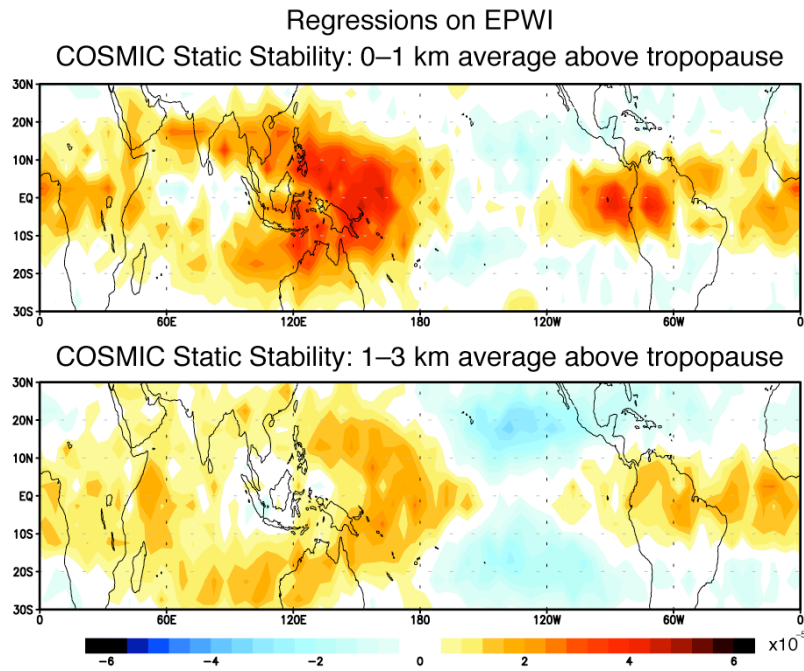 Regressions on EPWI
COSMIC Static Stability: 0–1 km average above tropopause
30N
20N
10N
EQ
10S
20S
30S
0 60E 120E 180 120W 60W 0
COSMIC Static Stability: 1–3 km average above tropopause
30N
20N
10N
EQ
10S
20S
30S
0 60E 120E 180 120W 60W 0
−6 −4 −2 0 2 4 6